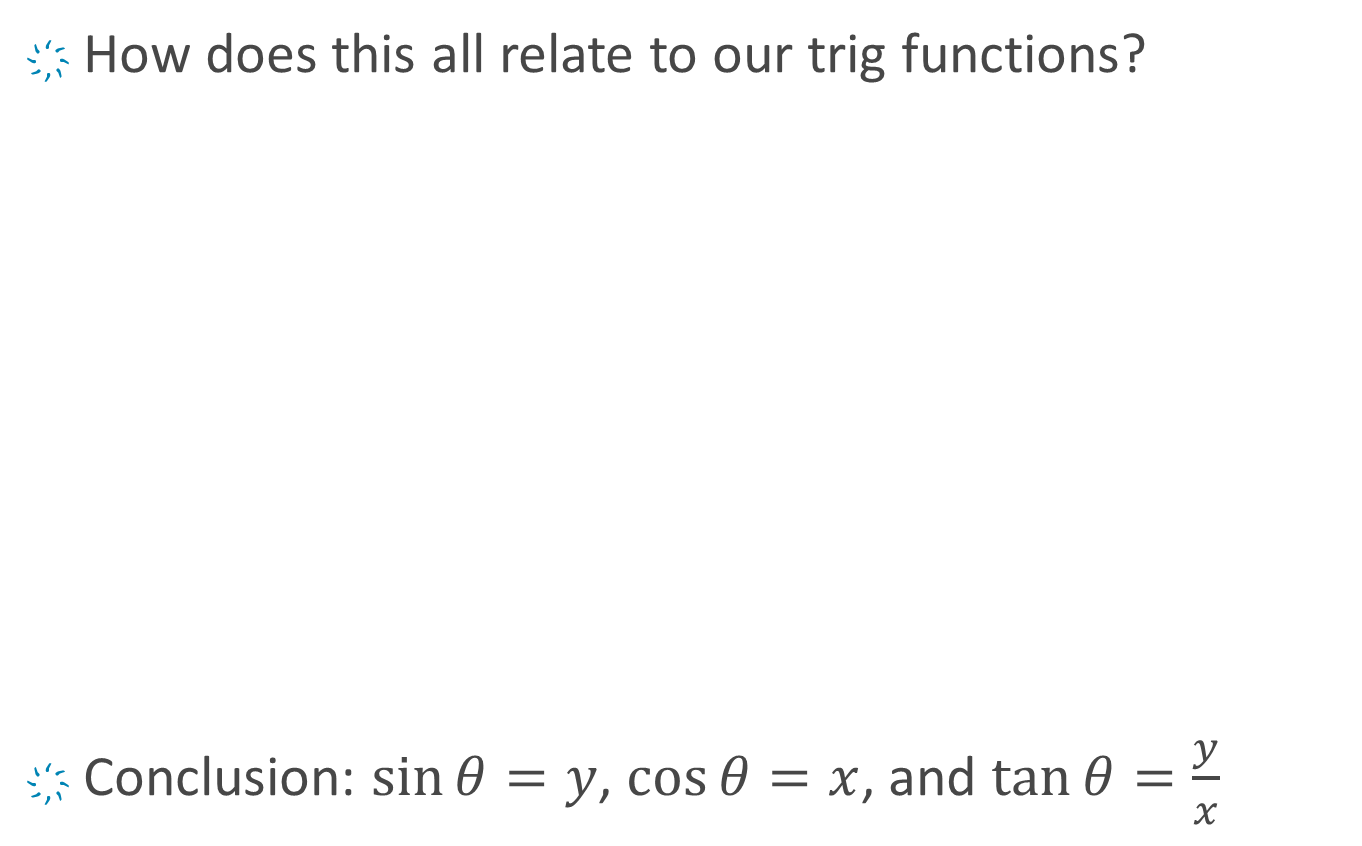 How does this all relate to our trig functions?
Conclusion: sin θ = y, cos θ = x, and tan θ = y/x